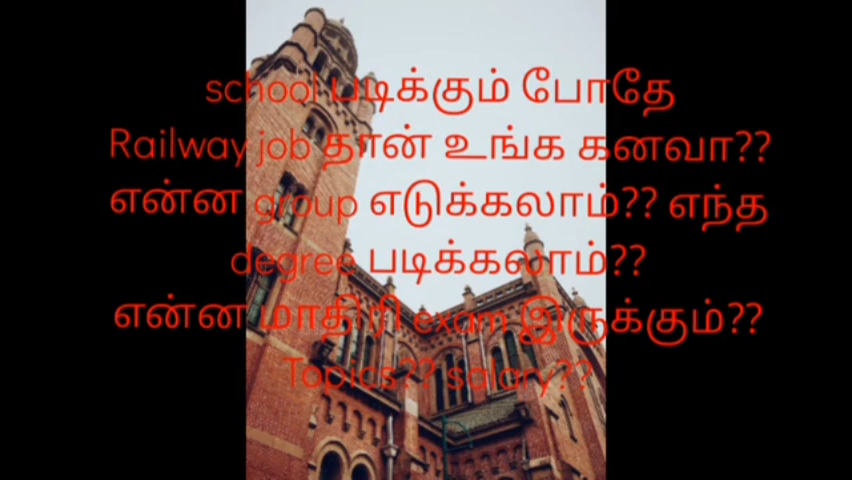 school படிக்கும் போதே
Railway job தான் உங்க கனவா??
என்ன group எடுக்கலாம்?? எந்த
degree படிக்கலாம்??
என்ன மாதிரி exam இருக்கும்??
Topics?? salary??